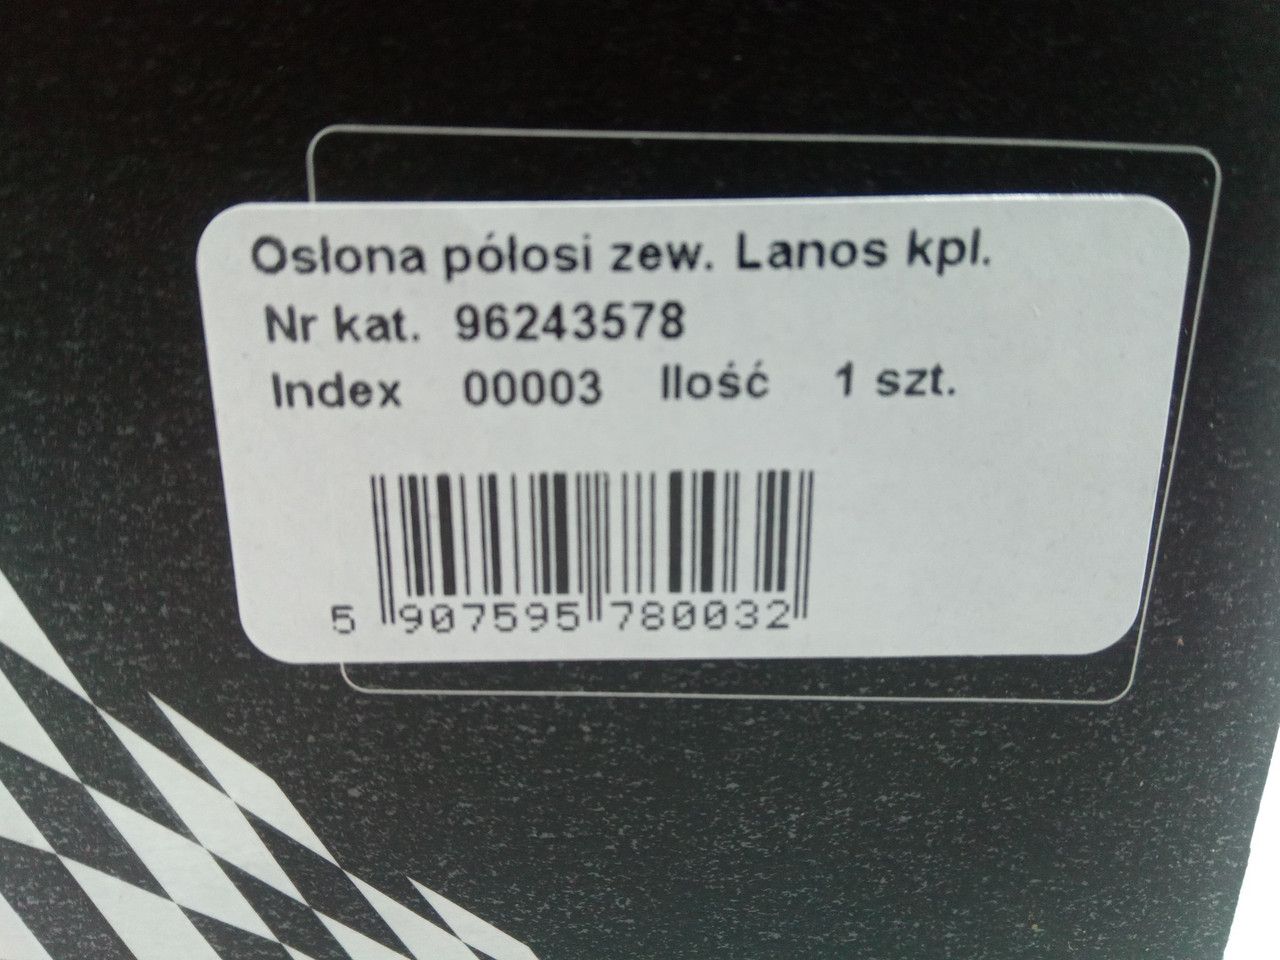 Osłona półosi zew. Lanos kpl.
Nr kat. 96243578
Index 00003 Ilość 1 szt.
5 907595 780032